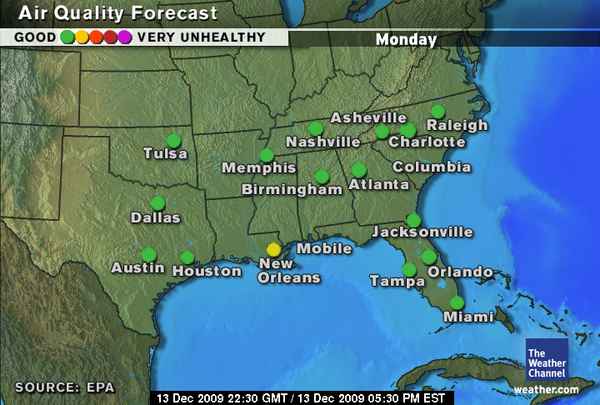 Air Quality Forecast
GOOD VERY UNHEALTHY
Monday
Asheville
Raleigh
Nashville
Charlotte
Tulsa
Memphis
Columbia
Birmingham
Atlanta
Dallas
Jacksonville
Mobile
Austin
Houston
New
Orleans
Orlando
Tampa
Miami
The
Weather
Channel
weather.com
SOURCE: EPA
13 Dec 2009 22:30 GMT / 13 Dec 2009 05:30 PM EST